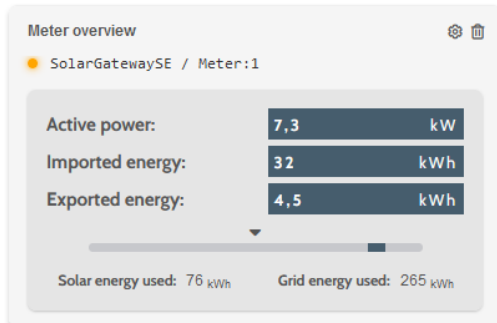 Meter overview
SolarGatewaySE / Meter:1
Active power: 7,3 kW
Imported energy: 32 kWh
Exported energy: 4,5 kWh
Solar energy used: 76 kWh Grid energy used: 265 kWh